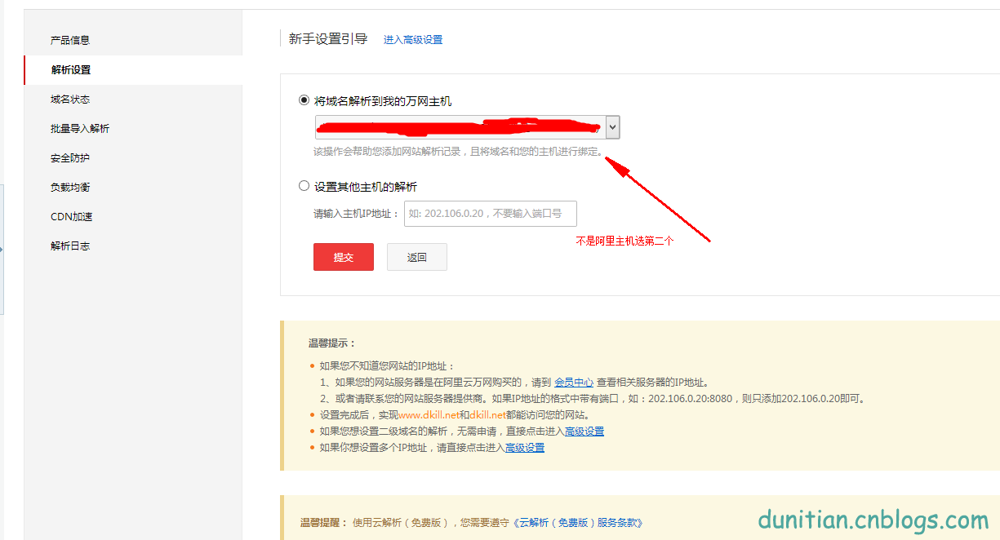 产品信息
解析设置
域名状态
批量导入解析
安全防护
负载均衡
CDN加速
解析日志
新手设置引导 进入高级设置
将域名解析到我的万网主机
该操作会帮助您添加网站解析记录，且将域名和您的主机进行绑定。
设置其他主机的解析
请输入主机IP地址： 如: 202.106.0.20，不要输入端口号
不是阿里主机选第二个
提交 返回
温馨提示：
如果您不知道您网站的IP地址：
1、如果您的网站服务器是在阿里云万网购买的，请到 会员中心 查看相关服务器的IP地址。
2、或者请联系您的网站服务器提供商。如果IP地址的格式中带有端口，如：202.106.0.20:8080，则只添加202.106.0.20即可。
设置完成后，实现www.dkill.net和dkill.net都能访问您的网站。
如果您想设置二级域名的解析，无需申请，直接点击进入高级设置
如果你想设置多个IP地址，请直接点击进入高级设置
温馨提醒： 使用云解析（免费版），您需要遵守《云解析（免费版）服务条款》
dunitian.cnblogs.com